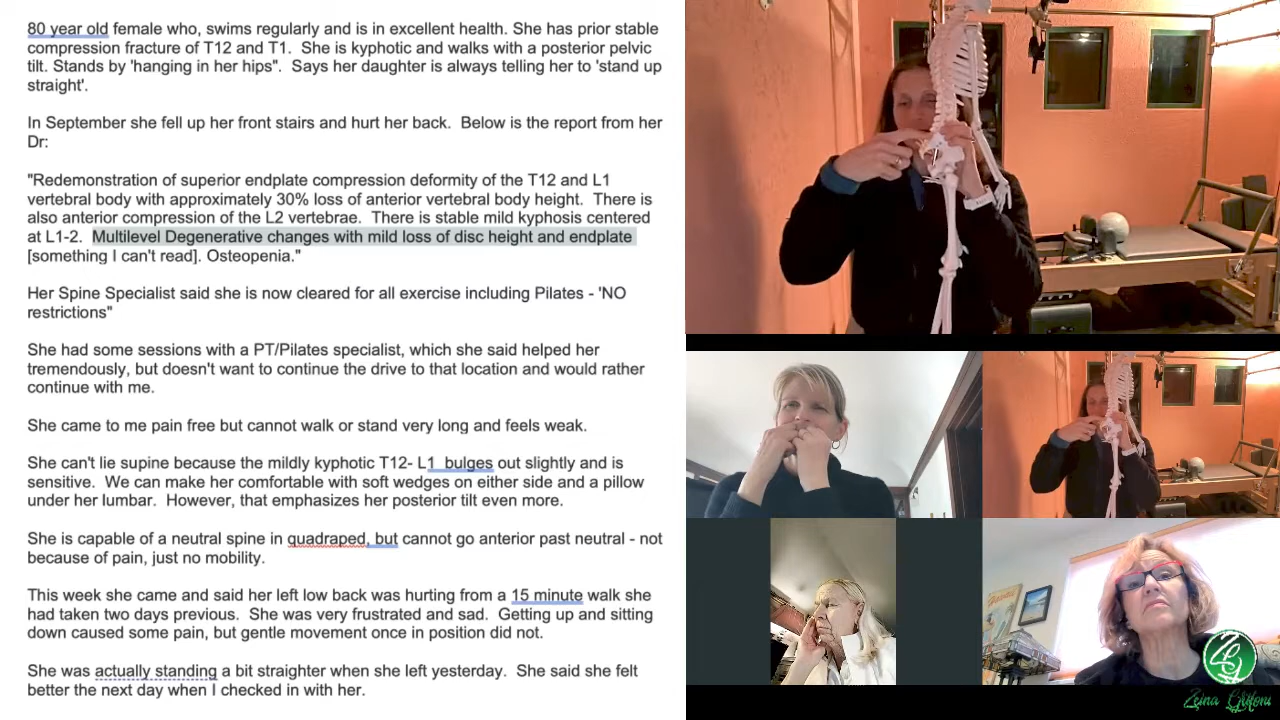 80 year old female who, swims regularly and is in excellent health. She has prior stable
compression fracture of T12 and T1.  She is kyphotic and walks with a posterior pelvic
tilt. Stands by 'hanging in her hips".  Says her daughter is always telling her to 'stand up
straight'.
In September she fell up her front stairs and hurt her back.  Below is the report from her
Dr:
"Redemonstration of superior endplate compression deformity of the T12 and L1
vertebral body with approximately 30% loss of anterior vertebral body height.  There is
also anterior compression of the L2 vertebrae.  There is stable mild kyphosis centered
at L1-2.  Multilevel Degenerative changes with mild loss of disc height and endplate
[something I can't read]. Osteopenia."
Her Spine Specialist said she is now cleared for all exercise including Pilates - 'NO
restrictions"
She had some sessions with a PT/Pilates specialist, which she said helped her
tremendously, but doesn't want to continue the drive to that location and would rather
continue with me.
She came to me pain free but cannot walk or stand very long and feels weak.
She can't lie supine because the mildly kyphotic T12- L1  bulges out slightly and is
sensitive.  We can make her comfortable with soft wedges on either side and a pillow
under her lumbar.  However, that emphasizes her posterior tilt even more.
She is capable of a neutral spine in quadraped, but cannot go anterior past neutral - not
because of pain, just no mobility.
This week she came and said her left low back was hurting from a 15 minute walk she
had taken two days previous.  She was very frustrated and sad.  Getting up and sitting
down caused some pain, but gentle movement once in position did not.
She was actually standing a bit straighter when she left yesterday.  She said she felt
better the next day when I checked in with her.
Zeina Grifoni